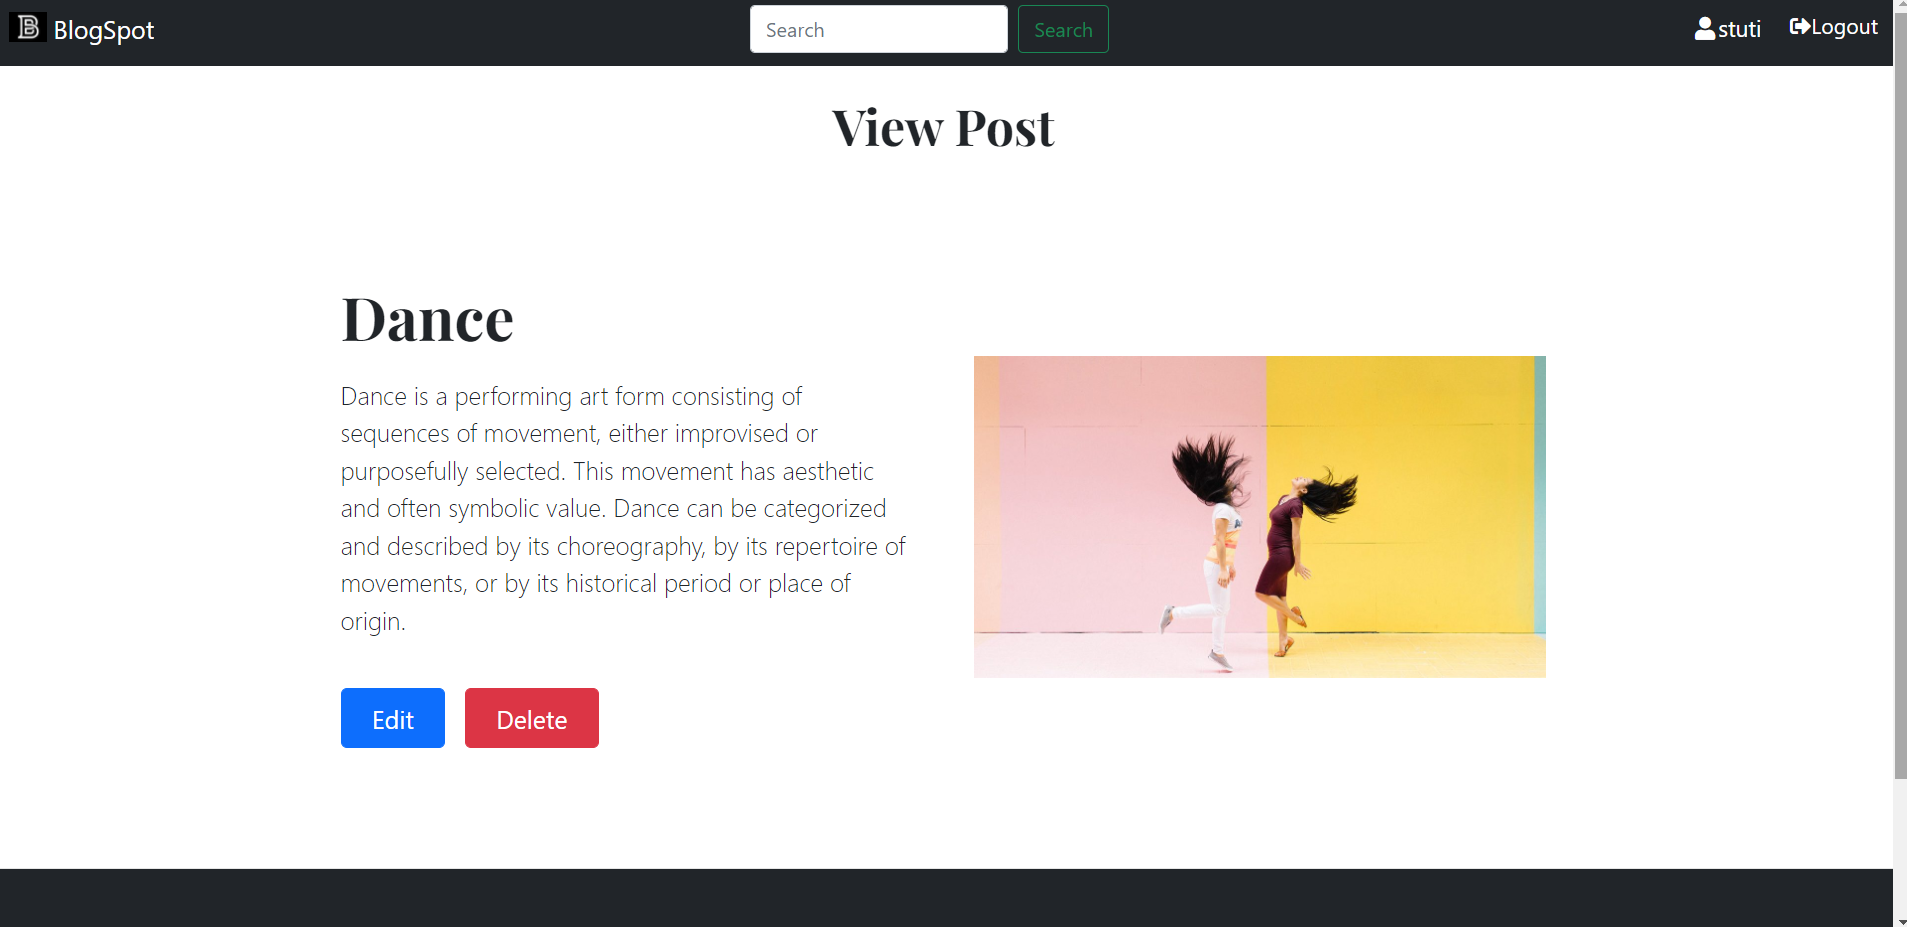 B BlogSpot
Search
Search
stuti
Logout
View Post
Dance
Dance is a performing art form consisting of
sequences of movement, either improvised or
purposefully selected. This movement has aesthetic
and often symbolic value. Dance can be categorized
and described by its choreography, by its repertoire of
movements, or by its historical period or place of
origin.
Edit
Delete